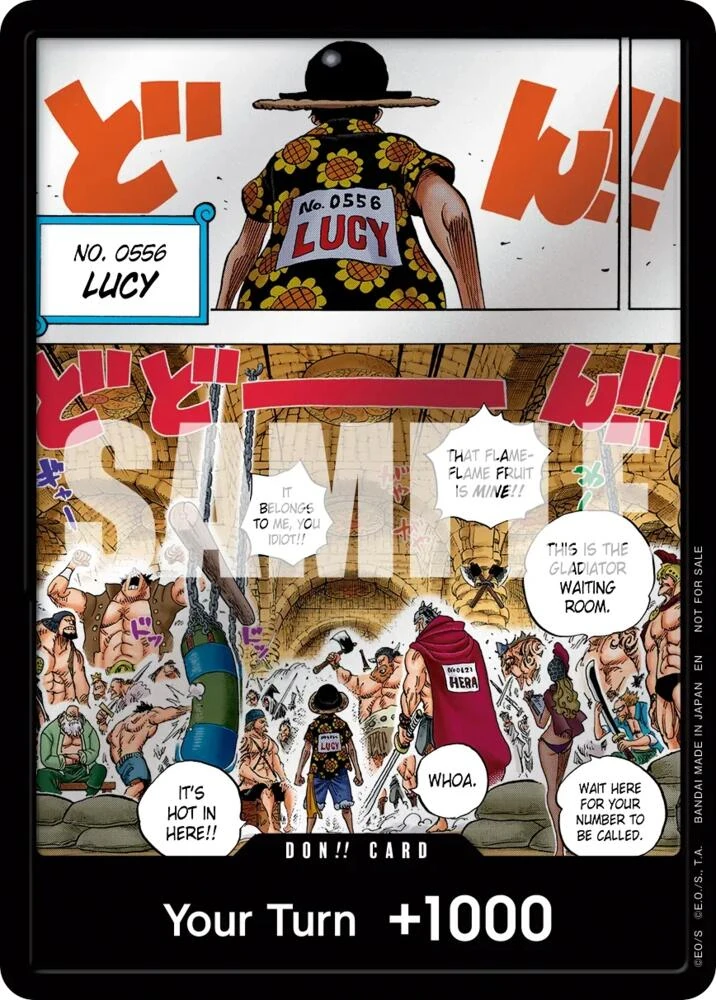 どん!!
No. 0556
LUCY
NO. 0556
LUCY
どどーん!!
SAMPLE
IT
BELONGS
TO ME, YOU
IDIOT!!
THAT FLAME-
FLAME FRUIT
IS MINE!!
THIS IS THE
GLADIATOR
WAITING
ROOM.
ドドッ
HERA
LUCY
IT'S
HOT IN
HERE!!
WHOA.
WAIT HERE
FOR YOUR
NUMBER TO
BE CALLED.
DON!! CARD
Your Turn +1000
©EO/S ©E.O./S., T.A. BANDAI MADE IN JAPAN EN NOT FOR SALE